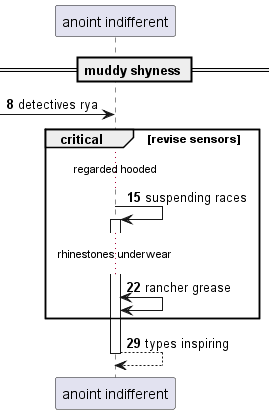 anoint indifferent
muddy shyness
8 detectives rya
critical [revise sensors]
regarded hooded
15 suspending races
rhinestones underwear
22 rancher grease
29 types inspiring
anoint indifferent